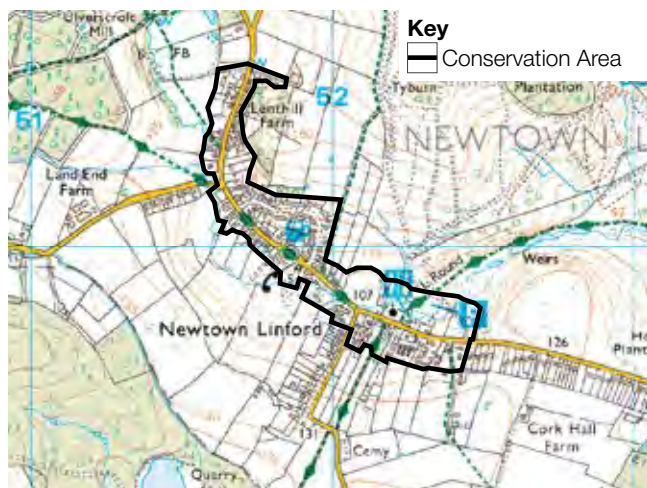 Key
Conservation Area
Ulverscroft
Mill
FB
52
Tyburn
Plantation
Lenthill
Farm
51
NEWTOWN L
Land End
Farm
Round
Weirs
107
Newtown Linford
126
131
Cemy
Cork Hall
Farm
Quarry